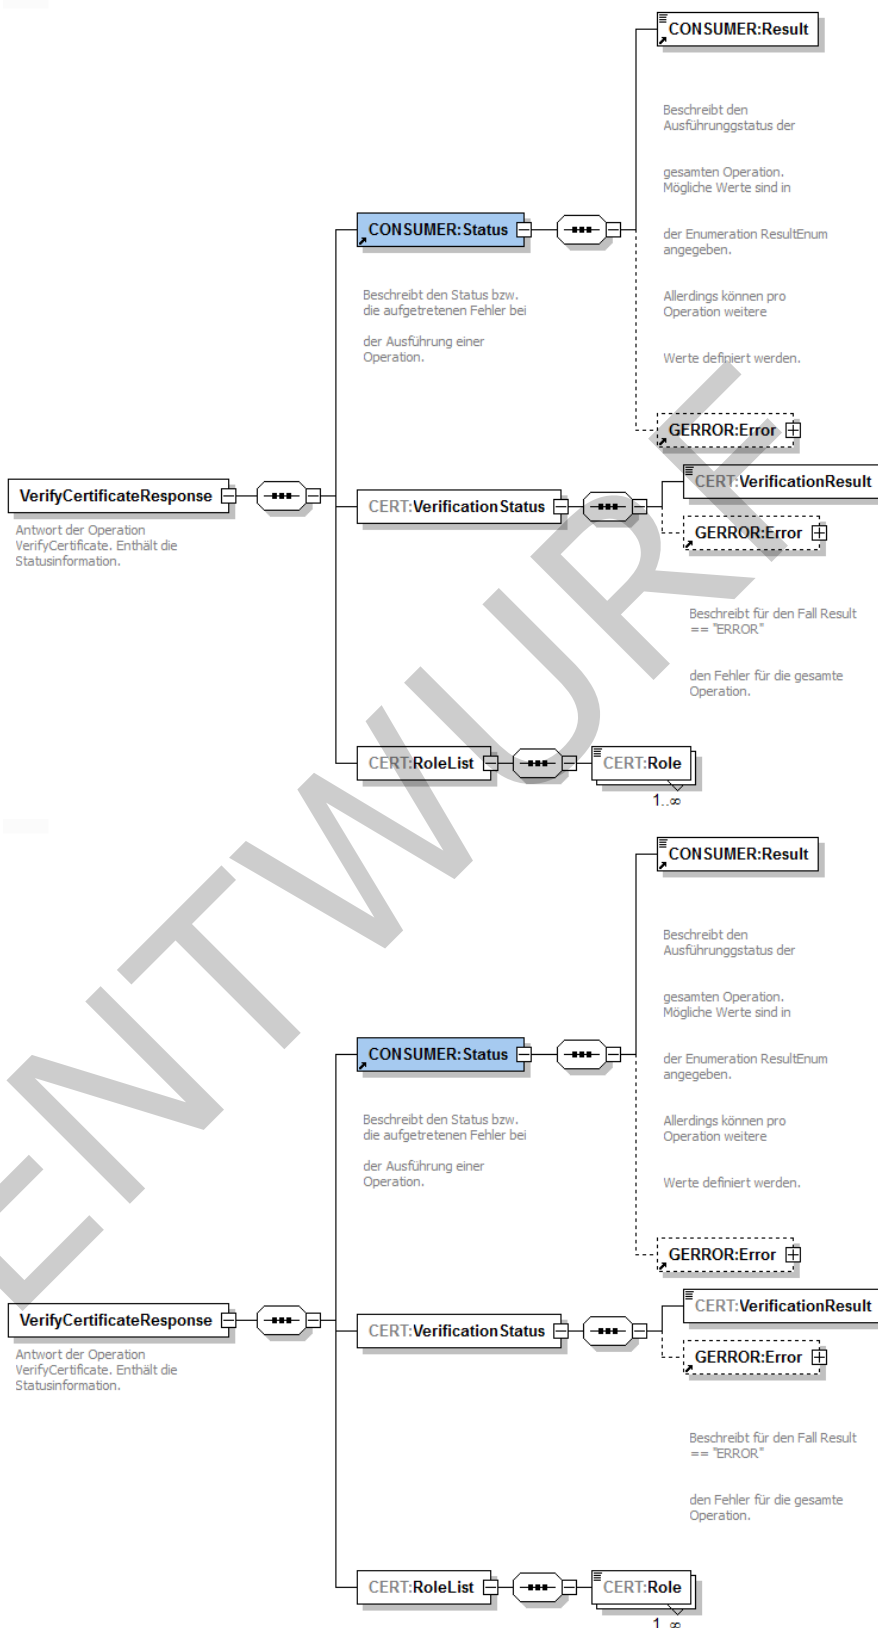 CONSUMER:Result
Beschreibt den
Ausführunggstatus der
gesamten Operation.
Mögliche Werte sind in
der Enumeration ResultEnum
angegeben.
Allerdings können pro
Operation weitere
Werte definiert werden.
CONSUMER:Status
Beschreibt den Status bzw.
die aufgetretenen Fehler bei
der Ausführung einer
Operation.
GERROR:Error
VerifyCertificateResponse
Antwort der Operation
VerifyCertificate. Enthält die
Statusinformation.
CERT:VerificationStatus
CERT:VerificationResult
GERROR:Error
Beschreibt für den Fall Result
== "ERROR"
den Fehler für die gesamte
Operation.
CERT:RoleList
CERT:Role
1..∞
CONSUMER:Result
Beschreibt den
Ausführunggstatus der
gesamten Operation.
Mögliche Werte sind in
der Enumeration ResultEnum
angegeben.
Allerdings können pro
Operation weitere
Werte definiert werden.
CONSUMER:Status
Beschreibt den Status bzw.
die aufgetretenen Fehler bei
der Ausführung einer
Operation.
GERROR:Error
VerifyCertificateResponse
Antwort der Operation
VerifyCertificate. Enthält die
Statusinformation.
CERT:VerificationStatus
CERT:VerificationResult
GERROR:Error
Beschreibt für den Fall Result
== "ERROR"
den Fehler für die gesamte
Operation.
CERT:RoleList
CERT:Role
1..∞
ENTWURF